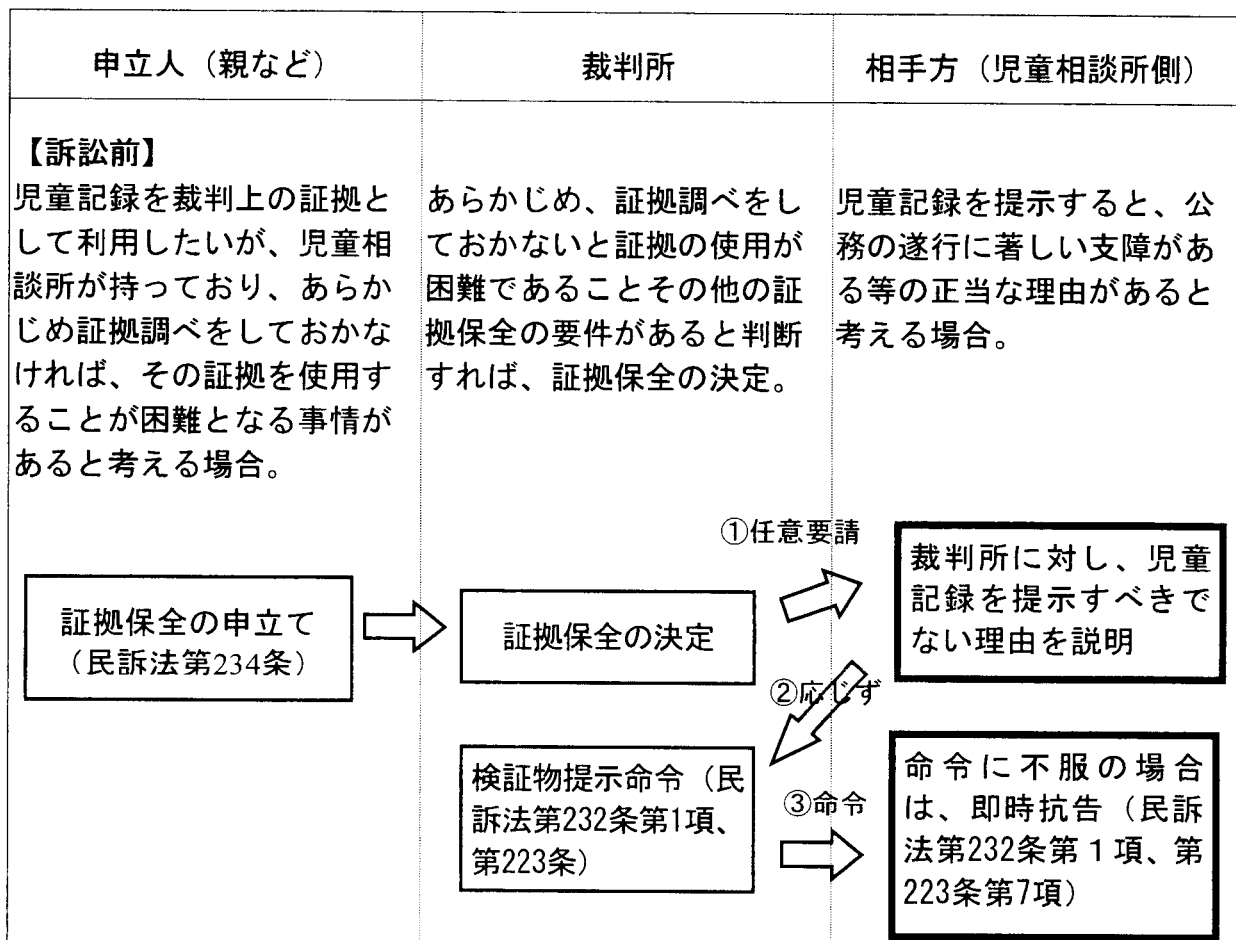 申立人（親など）
裁判所
相手方（児童相談所側）
【訴訟前】
児童記録を裁判上の証拠と
して利用したいが、児童相
談所が持っており、あらか
じめ証拠調べをしておかな
ければ、その証拠を使用す
ることが困難となる事情が
あると考える場合。
あらかじめ、証拠調べをし
ておかないと証拠の使用が
困難であることその他の証
拠保全の要件があると判断
すれば、証拠保全の決定。
児童記録を提示すると、公
務の遂行に著しい支障があ
る等の正当な理由があると
考える場合。
証拠保全の申立て
（民訴法第234条）
証拠保全の決定
①任意要請
裁判所に対し、児童
記録を提示すべきで
ない理由を説明
②応じず
検証物提示命令（民
訴法第232条第1項、
第223条）
③命令
命令に不服の場合
は、即時抗告（民訴
法第232条第１項、第
223条第7項）